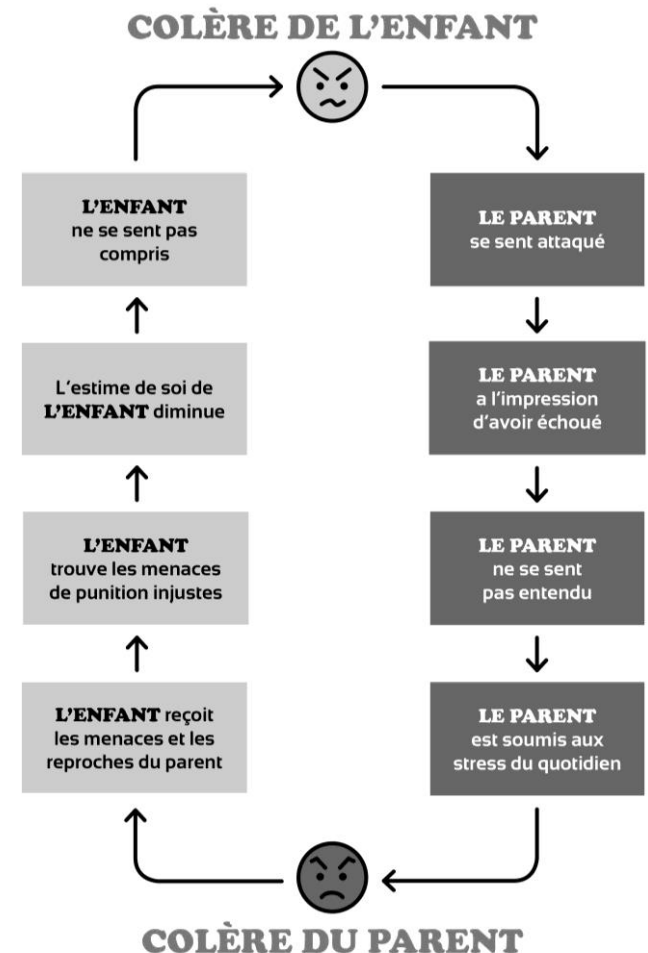 COLÈRE DE L'ENFANT
LE PARENT
se sent attaqué
LE PARENT
a l'impression
d'avoir échoué
LE PARENT
ne se sent
pas entendu
LE PARENT
est soumis aux
stress du quotidien
COLÈRE DU PARENT
L'ENFANT reçoit
les menaces et les
reproches du parent
L'ENFANT
trouve les menaces
de punition injustes
L'estime de soi de
L'ENFANT diminue
L'ENFANT
ne se sent pas
compris